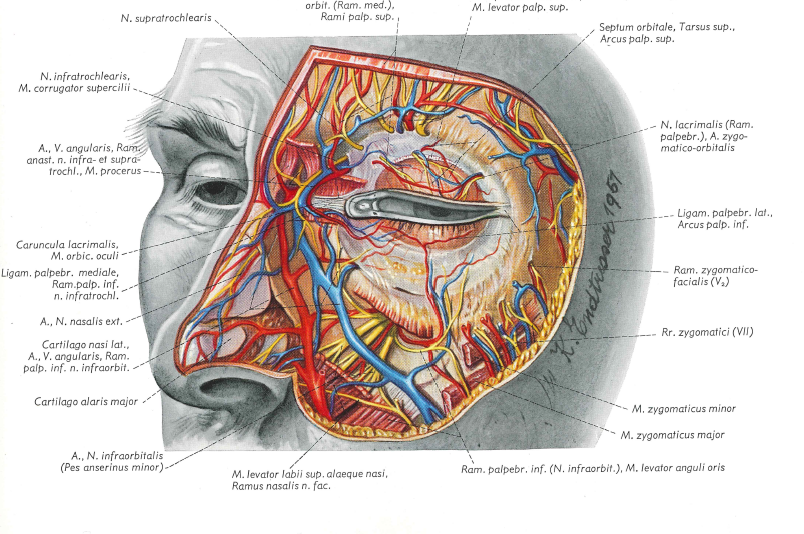 orbit. (Ram. med.),
Rami palp. sup.
M. levator palp. sup.
N. supratrochlearis
Septum orbitale, Tarsus sup.,
Arcus palp. sup.
N. infratrochlearis,
M. corrugator supercilii
N. lacrimalis (Ram.
palpebr.), A. zygo-
matico-orbitalis
A., V. angularis, Ram.
anast. n. infra- et supra-
trochl., M. procerus
Ligam. palpebr. lat.,
Arcus palp. inf.
Caruncula lacrimalis,
M. orbic. oculi
Ligam. palpebr. mediale,
Ram. palp. inf.
n. infratrochl.
Ram. zygomatico-
facialis (V₂)
A., N. nasalis ext.
Rr. zygomatici (VII)
Cartilago nasi lat.,
A., V. angularis, Ram.
palp. inf. n. infraorbit.
Cartilago alaris major
M. zygomaticus minor
M. zygomaticus major
A., N. infraorbitalis
(Pes anserinus minor)
M. levator labii sup. alaeque nasi,
Ramus nasalis n. fac.
Ram. palpebr. inf. (N. infraorbit.), M. levator anguli oris
K. Endtresser 1967